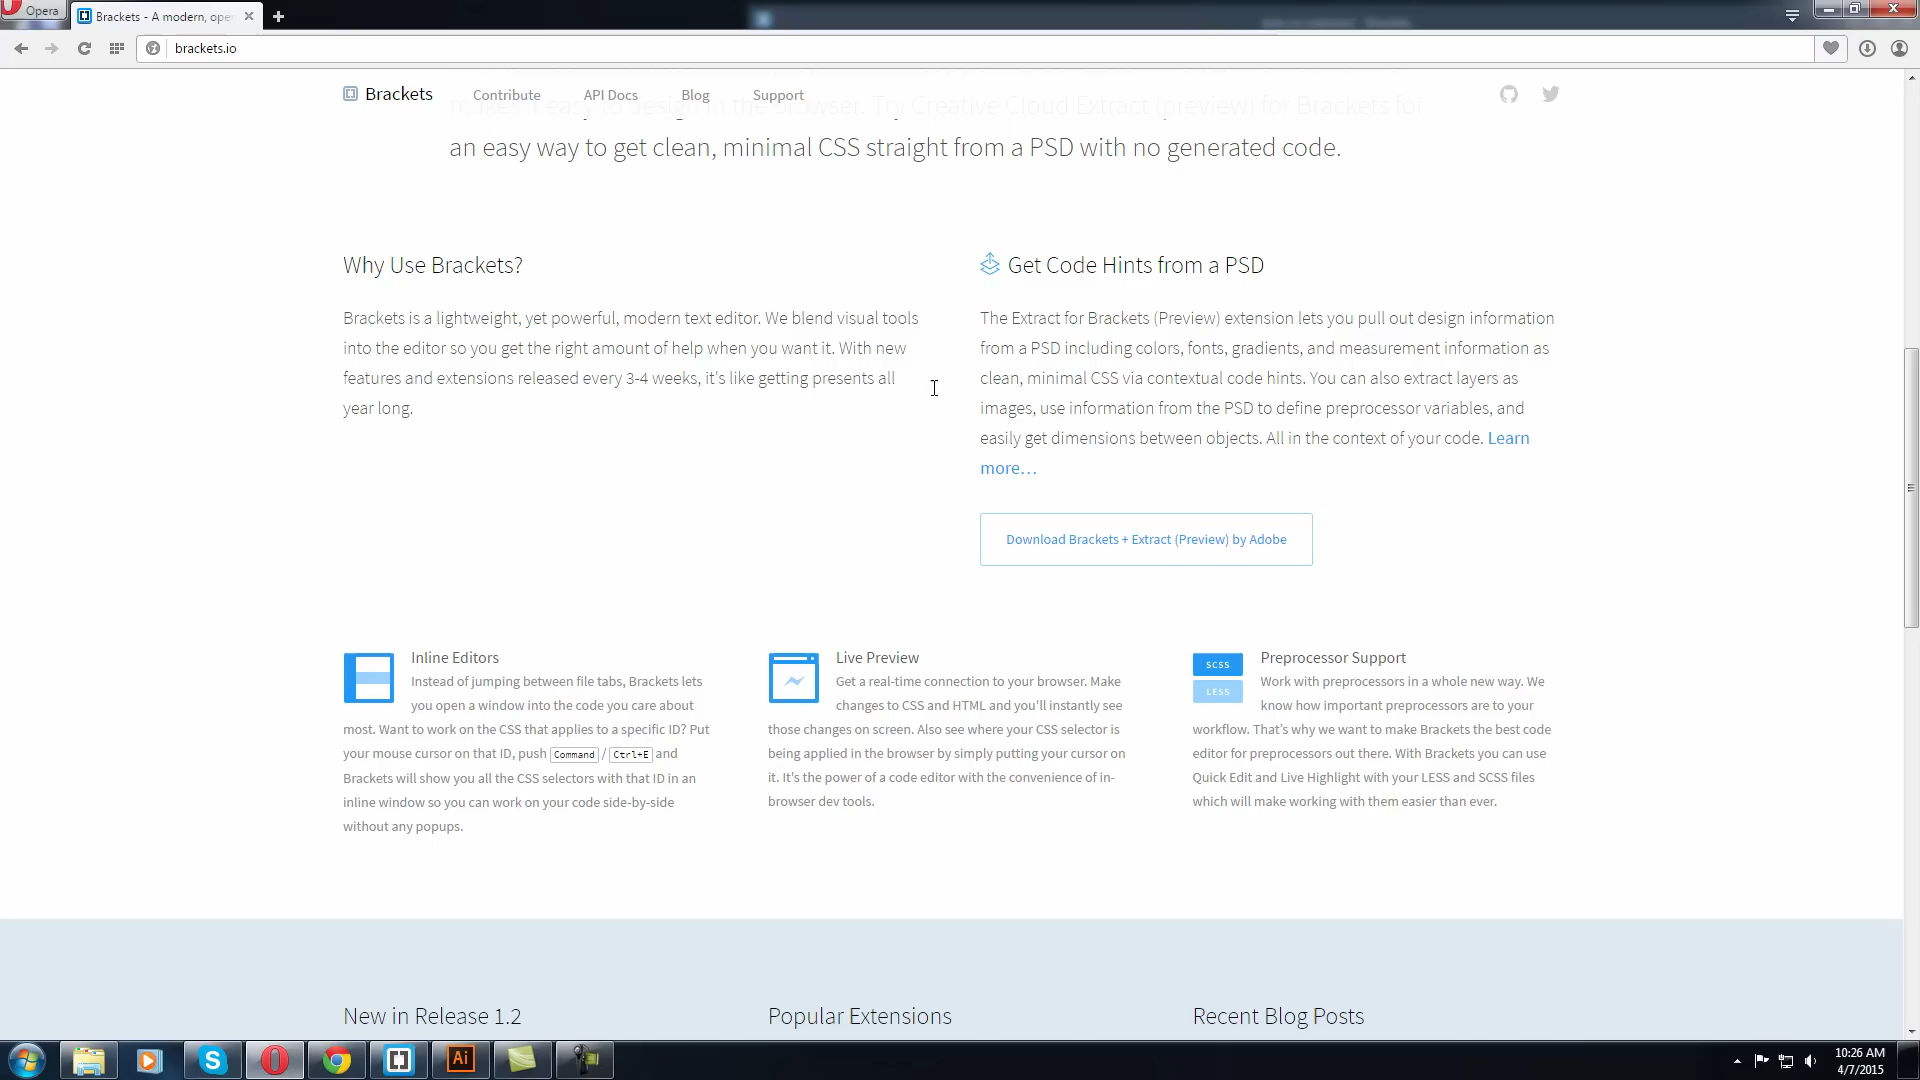 Opera
Brackets - A modern, ope
brackets.io
Brackets
Contribute
API Docs
Blog
Support
makes it easy to design in the browser. Try Creative Cloud Extract (preview) for Brackets for
an easy way to get clean, minimal CSS straight from a PSD with no generated code.
Why Use Brackets?
Brackets is a lightweight, yet powerful, modern text editor. We blend visual tools
into the editor so you get the right amount of help when you want it. With new
features and extensions released every 3-4 weeks, it's like getting presents all
year long.
Get Code Hints from a PSD
The Extract for Brackets (Preview) extension lets you pull out design information
from a PSD including colors, fonts, gradients, and measurement information as
clean, minimal CSS via contextual code hints. You can also extract layers as
images, use information from the PSD to define preprocessor variables, and
easily get dimensions between objects. All in the context of your code. Learn
more…
Download Brackets + Extract (Preview) by Adobe
Inline Editors
Instead of jumping between file tabs, Brackets lets
you open a window into the code you care about
most. Want to work on the CSS that applies to a specific ID? Put
your mouse cursor on that ID, push Command / Ctrl+E and
Brackets will show you all the CSS selectors with that ID in an
inline window so you can work on your code side-by-side
without any popups.
Live Preview
Get a real-time connection to your browser. Make
changes to CSS and HTML and you'll instantly see
those changes on screen. Also see where your CSS selector is
being applied in the browser by simply putting your cursor on
it. It's the power of a code editor with the convenience of in-
browser dev tools.
SCSS
LESS
Preprocessor Support
Work with preprocessors in a whole new way. We
know how important preprocessors are to your
workflow. That's why we want to make Brackets the best code
editor for preprocessors out there. With Brackets you can use
Quick Edit and Live Highlight with your LESS and SCSS files
which will make working with them easier than ever.
New in Release 1.2
Popular Extensions
Recent Blog Posts
Ai
10:26 AM
4/7/2015